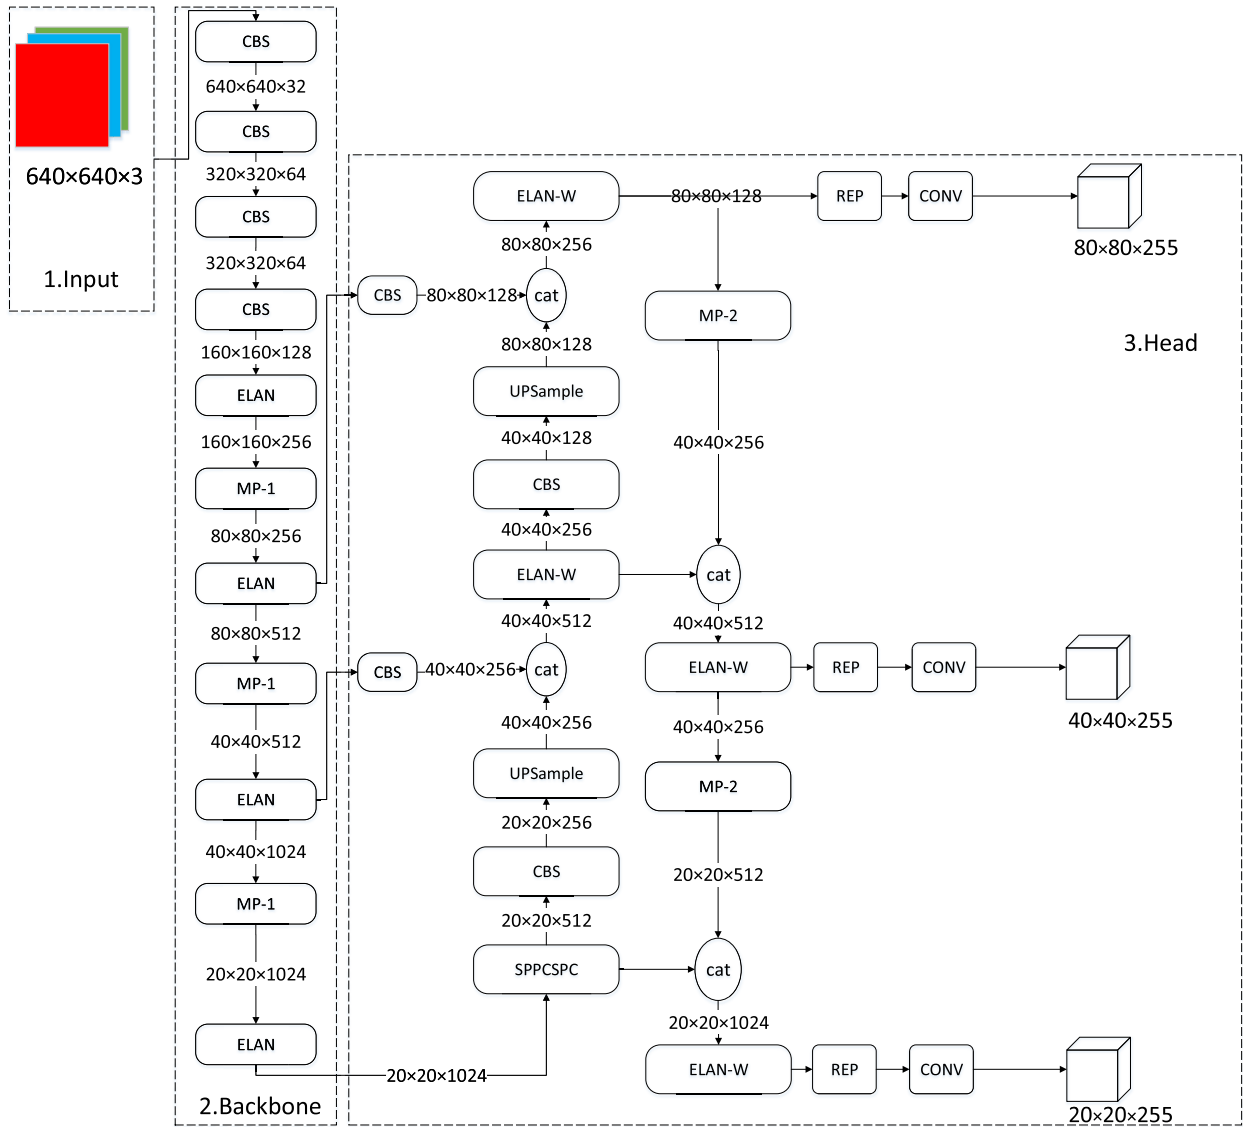 640×640×3
1.Input
CBS
640×640×32
CBS
320×320×64
CBS
320×320×64
CBS
160×160×128
ELAN
160×160×256
MP-1
80×80×256
ELAN
80×80×512
MP-1
40×40×512
ELAN
40×40×1024
MP-1
20×20×1024
ELAN
2.Backbone
20×20×1024
CBS
80×80×128
CBS
40×40×256
ELAN-W
80×80×256
cat
80×80×128
UPSample
40×40×128
CBS
40×40×256
ELAN-W
40×40×512
cat
40×40×256
UPSample
20×20×256
CBS
20×20×512
SPPCSPC
80×80×128
MP-2
40×40×256
cat
40×40×512
ELAN-W
40×40×256
MP-2
20×20×512
cat
20×20×1024
ELAN-W
REP
CONV
80×80×255
3.Head
REP
CONV
40×40×255
REP
CONV
20×20×255